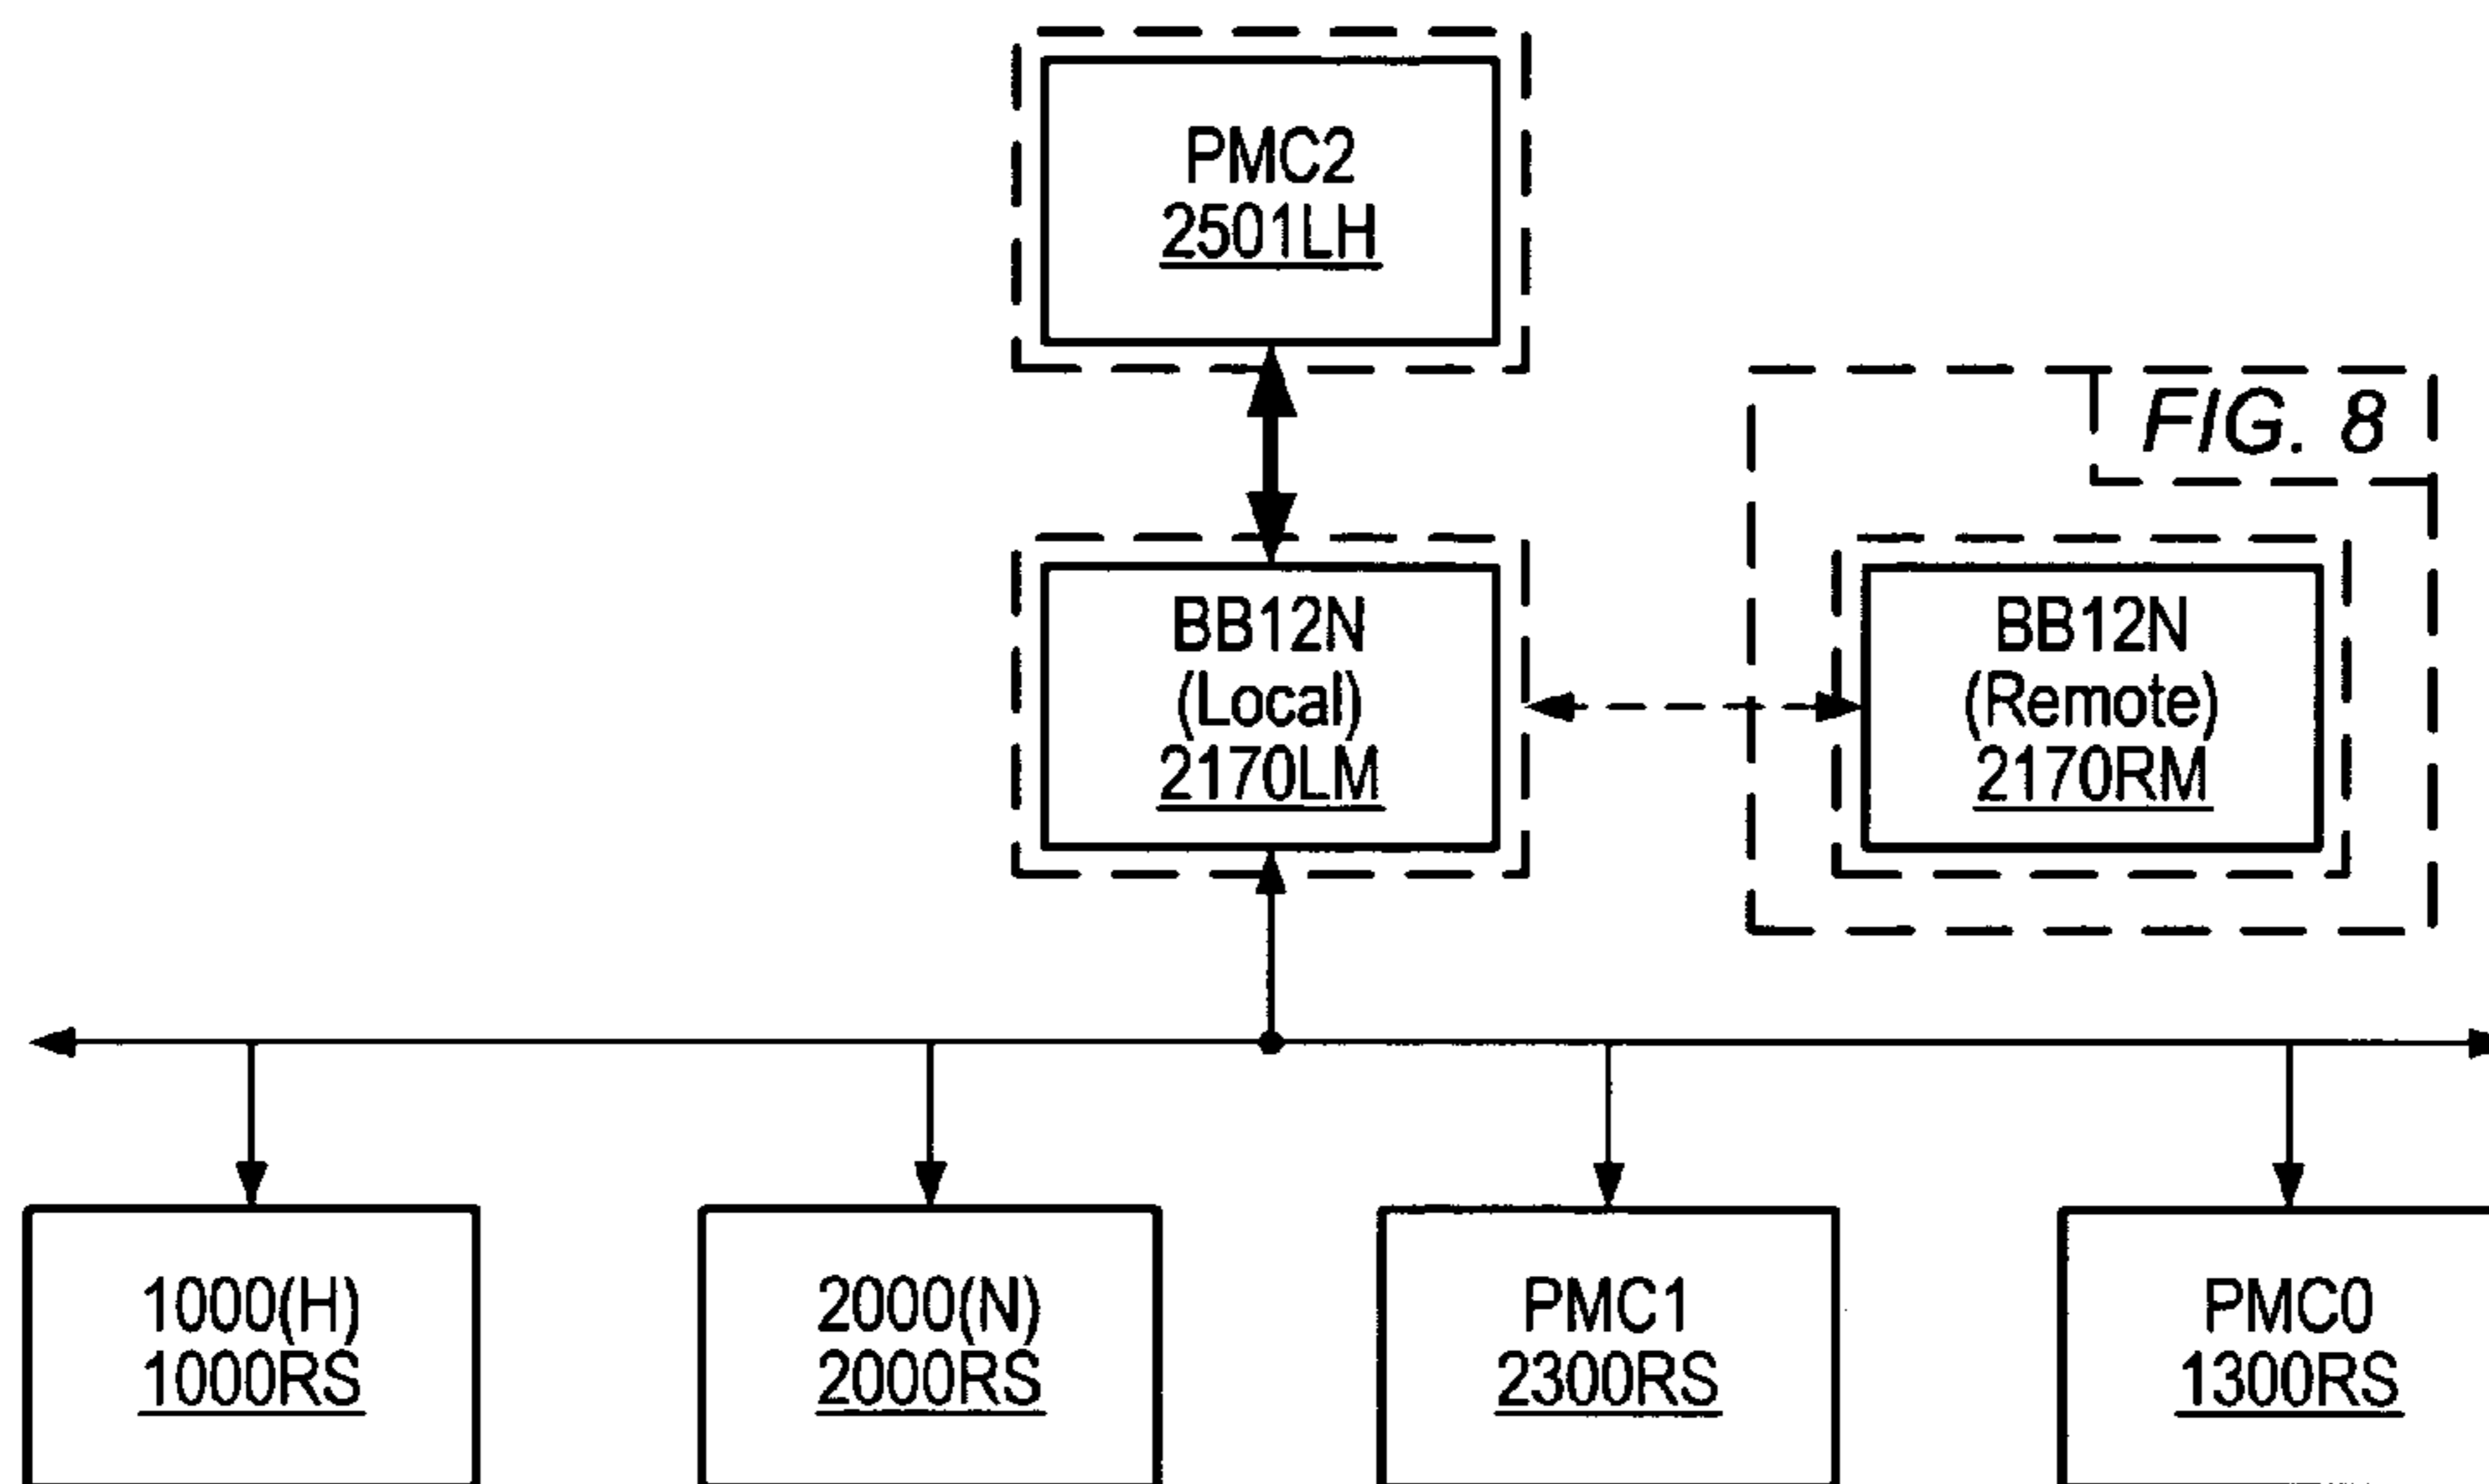 PMC2
2501LH
FIG. 8
BB12N
(Local)
2170LM
BB12N
(Remote)
2170RM
1000(H)
1000RS
2000(N)
2000RS
PMC1
2300RS
PMC0
1300RS